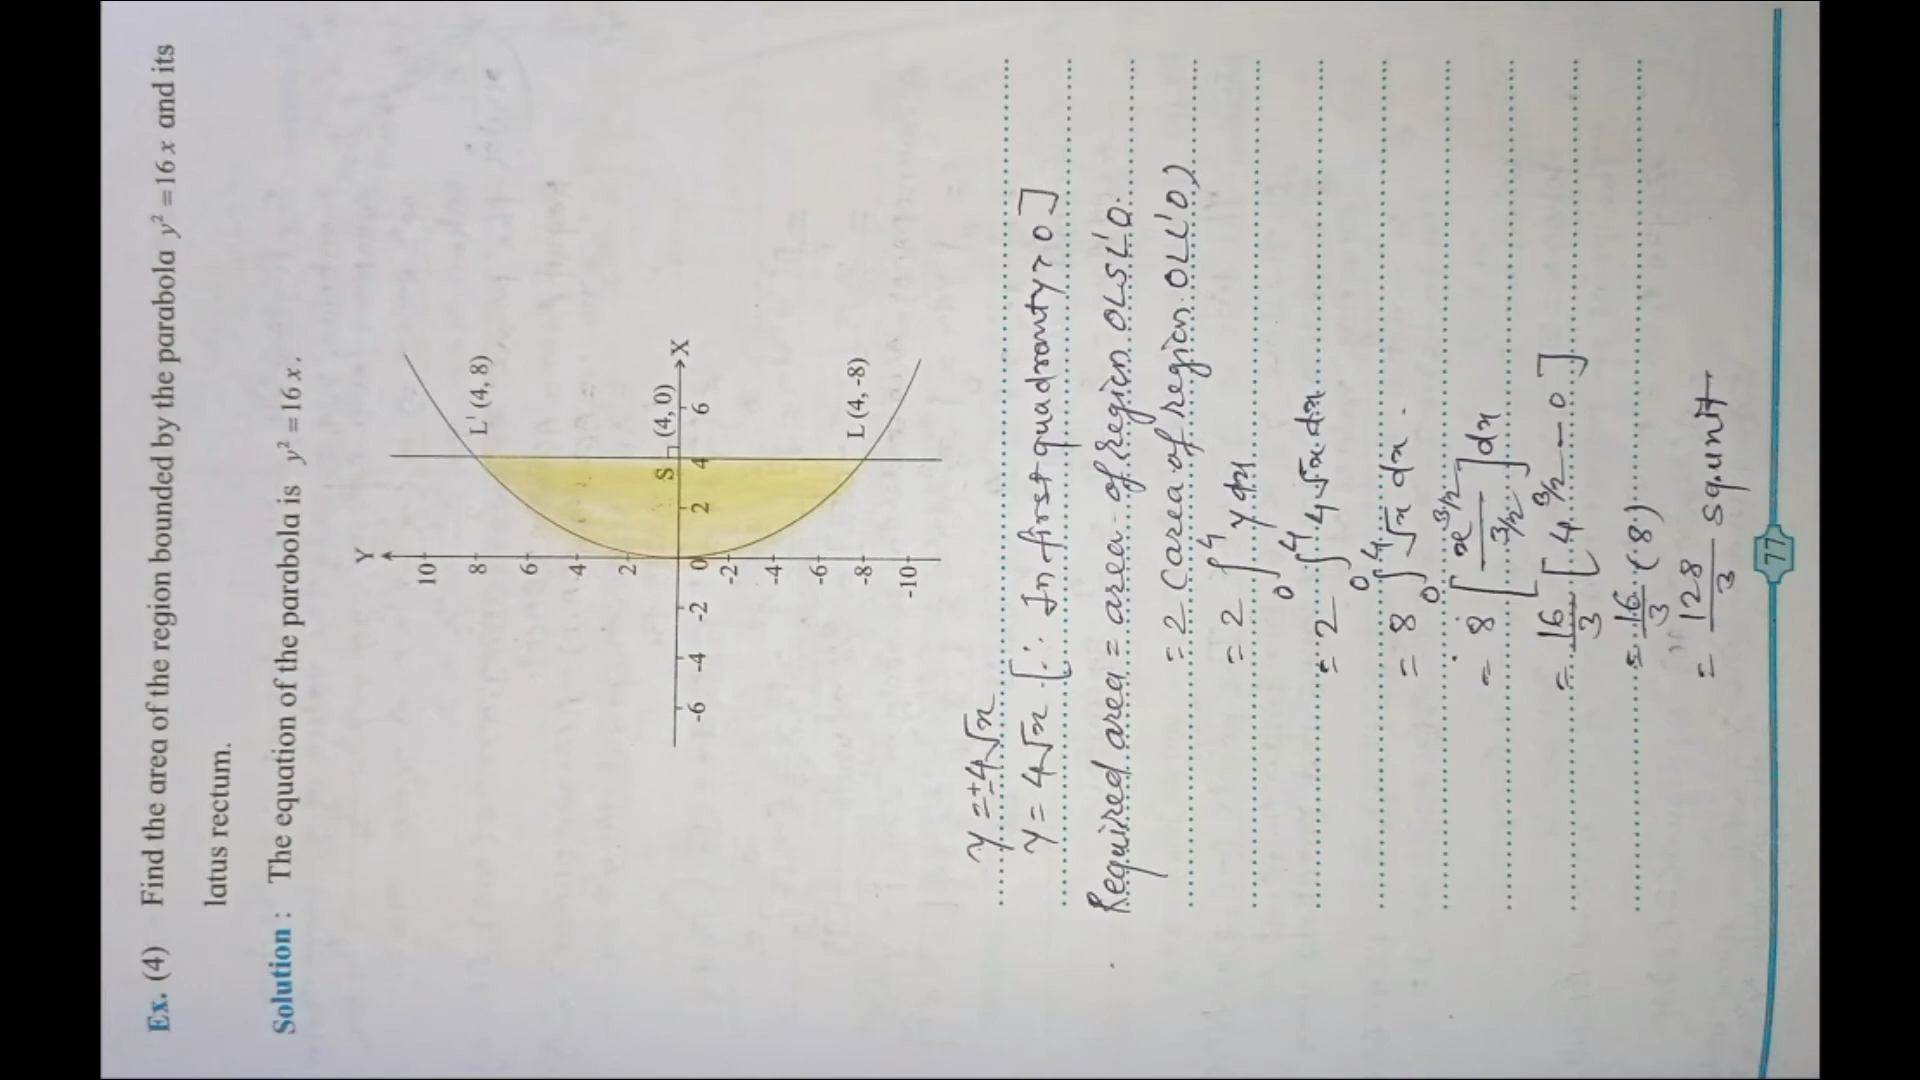 Ex. (4) Find the area of the region bounded by the parabola y² = 16 x and its
latus rectum.
Solution : The equation of the parabola is y² = 16 x.
Y
10
8
6
4
2
0
-2
-4
-6
-8
-10
-6 -4 -2 2 4 6
X
L' (4, 8)
S (4, 0)
L (4, -8)
y = ±4√x
y = 4√x [∵ In first quadrant y > 0]
Required area = area of region OLSL'O
= 2 (area of region OLL'O)
= 2 ∫₀⁴ y dx
= 2 ∫₀⁴ 4√x dx
= 8 ∫₀⁴ √x dx.
= 8 [x^3/2 / 3/2] dx
= 16/3 [4^3/2 - 0]
= 16/3 (8)
= 128/3 sq. unit
77